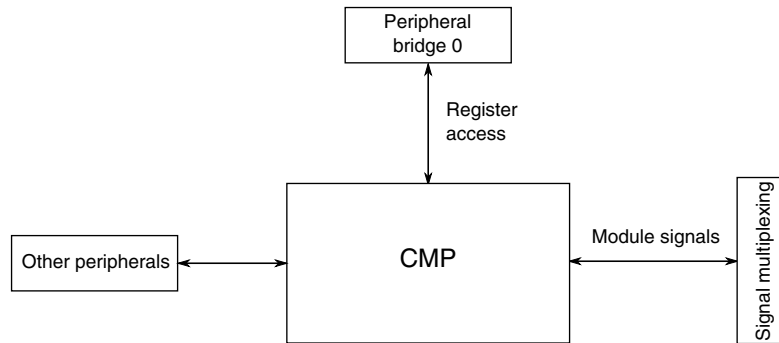 Peripheral
bridge 0
Register
access
CMP
Other peripherals
Module signals
Signal multiplexing